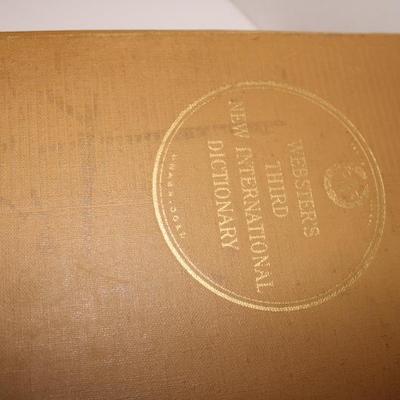 WEBSTER'S
THIRD
NEW INTERNATIONAL
DICTIONARY